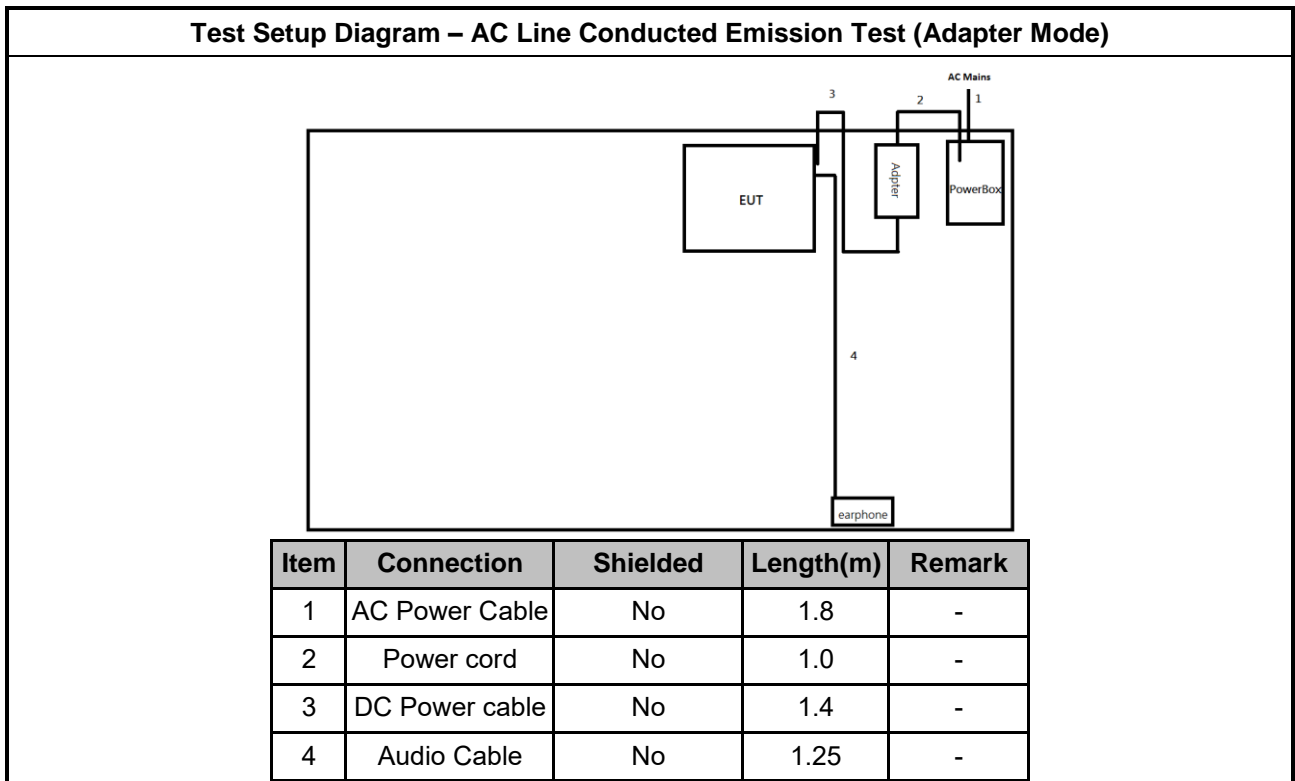 Test Setup Diagram – AC Line Conducted Emission Test (Adapter Mode)
AC Mains
3
2
1
EUT
Adpter
PowerBox
4
earphone
Item Connection Shielded Length(m) Remark
1 AC Power Cable No 1.8 -
2 Power cord No 1.0 -
3 DC Power cable No 1.4 -
4 Audio Cable No 1.25 -